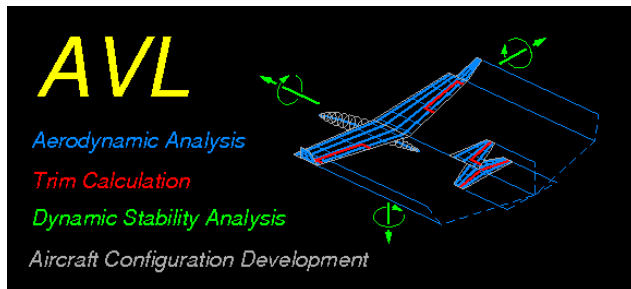 AVL
Aerodynamic Analysis
Trim Calculation
Dynamic Stability Analysis
Aircraft Configuration Development